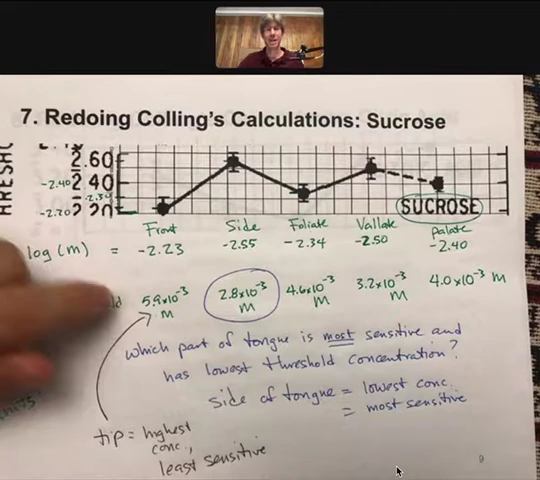 7. Redoing Colling's Calculations: Sucrose
2.60
-2.40 2.40
-2.34
-2.20 2.20
SUCROSE
Front Side Foliate Vallate Palate
log (m) = -2.23 -2.55 -2.34 -2.50 -2.40
5.9x10⁻³ M 2.8x10⁻³ M 4.6x10⁻³ M 3.2x10⁻³ M 4.0x10⁻³ M
which part of tongue is most sensitive and
has lowest threshold concentration?
side of tongue = lowest conc.
= most sensitive
tip = highest
conc.,
least sensitive
9